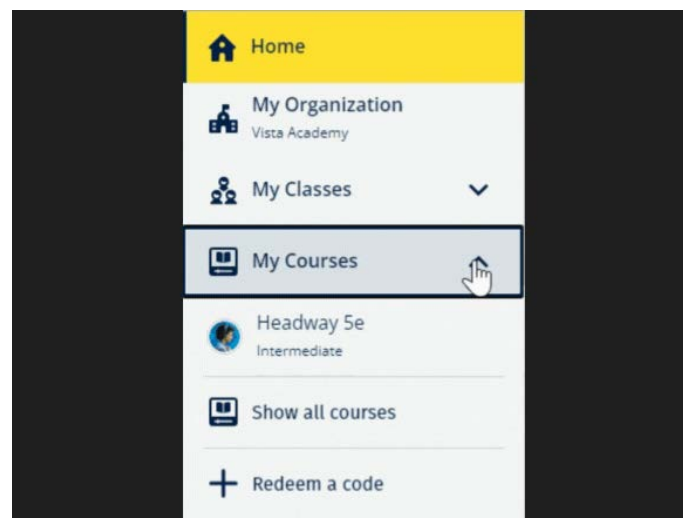 Home
My Organization
Vista Academy
My Classes
My Courses
Headway 5e
Intermediate
Show all courses
Redeem a code